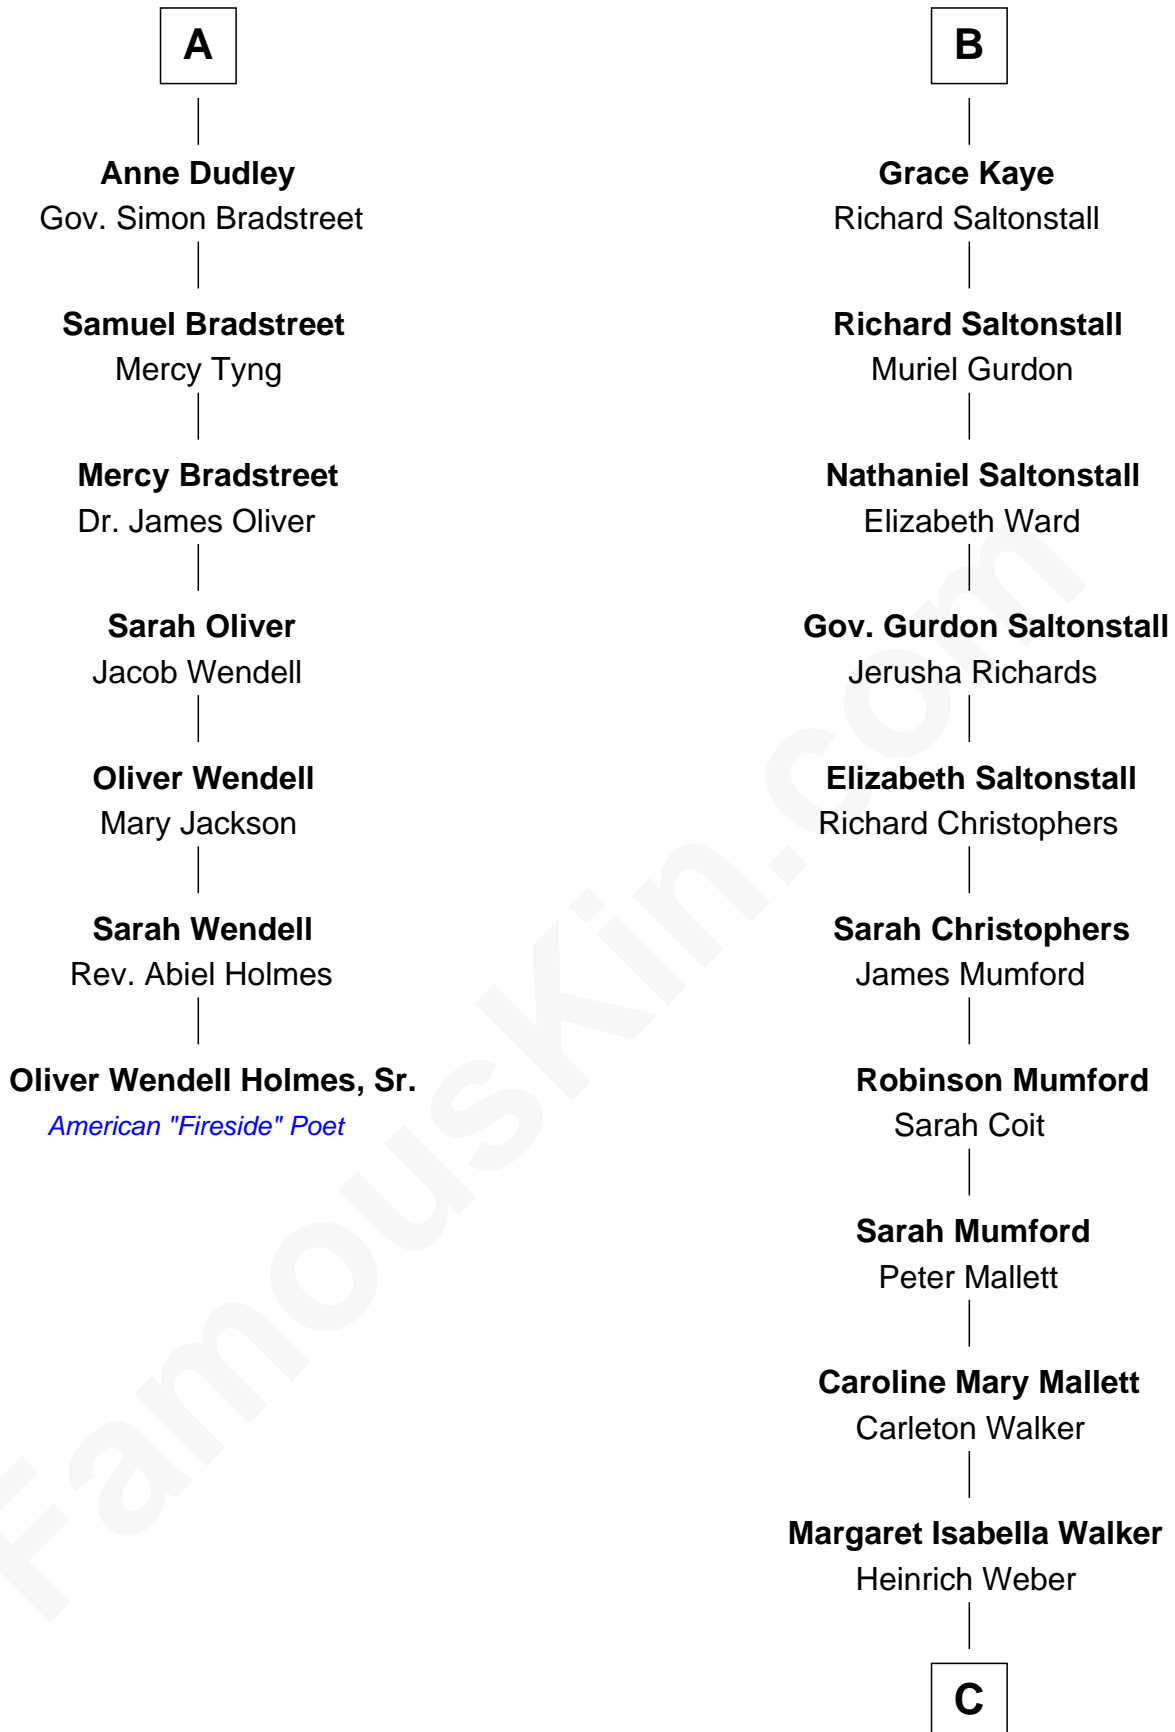 A
Anne Dudley
Gov. Simon Bradstreet
Samuel Bradstreet
Mercy Tyng
Mercy Bradstreet
Dr. James Oliver
Sarah Oliver
Jacob Wendell
Oliver Wendell
Mary Jackson
Sarah Wendell
Rev. Abiel Holmes
Oliver Wendell Holmes, Sr.
American "Fireside" Poet
B
Grace Kaye
Richard Saltonstall
Richard Saltonstall
Muriel Gurdon
Nathaniel Saltonstall
Elizabeth Ward
Gov. Gurdon Saltonstall
Jerusha Richards
Elizabeth Saltonstall
Richard Christophers
Sarah Christophers
James Mumford
Robinson Mumford
Sarah Coit
Sarah Mumford
Peter Mallett
Caroline Mary Mallett
Carleton Walker
Margaret Isabella Walker
Heinrich Weber
C
FamousKin.com